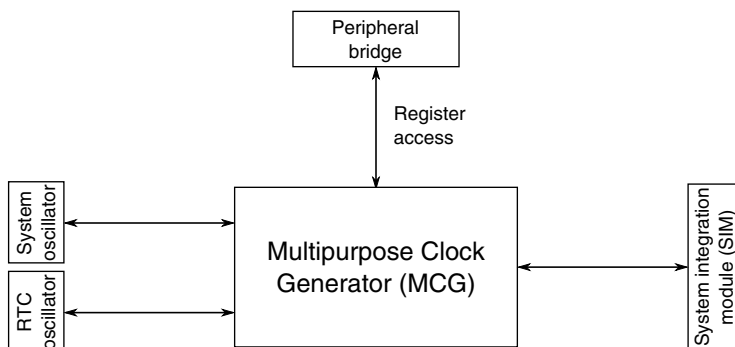 Peripheral
bridge
Register
access
System
oscillator
Multipurpose Clock
Generator (MCG)
RTC
oscillator
System integration
module (SIM)